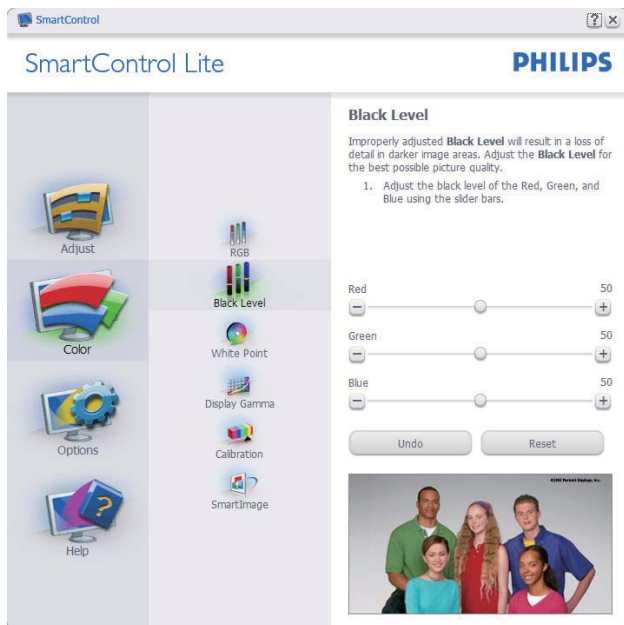 SmartControl
SmartControl Lite
PHILIPS
Adjust
Color
Options
Help
RGB
Black Level
White Point
Display Gamma
Calibration
SmartImage
Black Level
Improperly adjusted Black Level will result in a loss of
detail in darker image areas. Adjust the Black Level for
the best possible picture quality.
1. Adjust the black level of the Red, Green, and
Blue using the slider bars.
Red 50
Green 50
Blue 50
Undo Reset